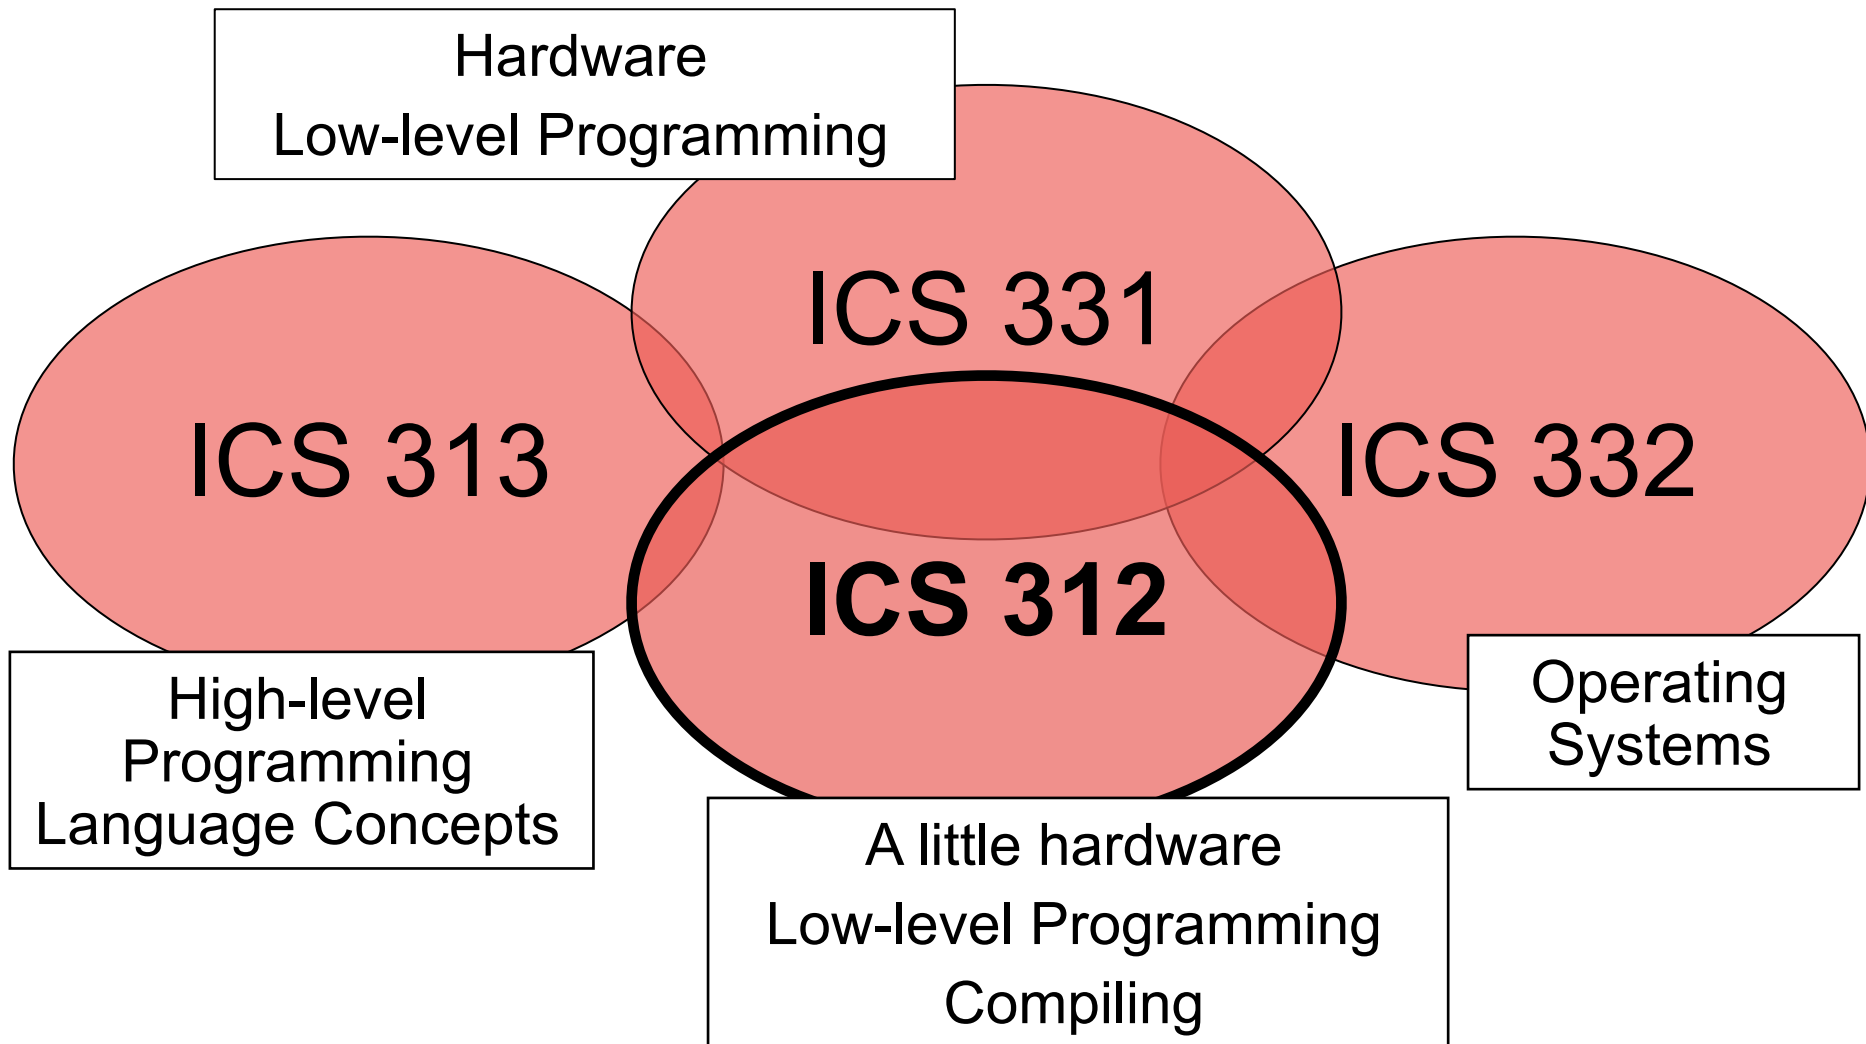 Hardware
Low-level Programming
ICS 331
ICS 313
ICS 332
ICS 312
High-level
Programming
Language Concepts
Operating
Systems
A little hardware
Low-level Programming
Compiling